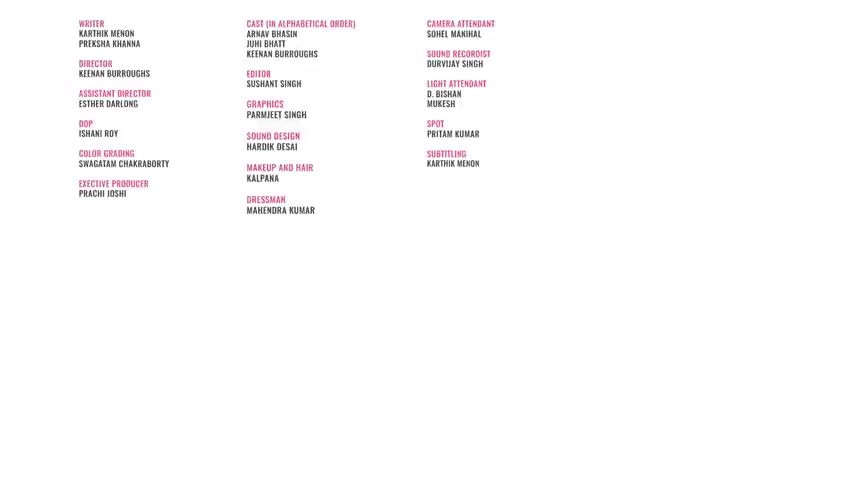 WRITER
KARTHIK MENON
PREKSHA KHANNA
DIRECTOR
KEENAN BURROUGHS
ASSISTANT DIRECTOR
ESTHER DARLONG
DOP
ISHANI ROY
COLOR GRADING
SWAGATAM CHAKRABORTY
EXECTIVE PRODUCER
PRACHI JOSHI
CAST (IN ALPHABETICAL ORDER)
ARNAV BHASIN
JUHI BHATT
KEENAN BURROUGHS
EDITOR
SUSHANT SINGH
GRAPHICS
PARMJEET SINGH
SOUND DESIGN
HARDIK DESAI
MAKEUP AND HAIR
KALPANA
DRESSMAN
MAHENDRA KUMAR
CAMERA ATTENDANT
SOHEL MANIHAL
SOUND RECORDIST
DURVIJAY SINGH
LIGHT ATTENDANT
D. BISHAN
MUKESH
SPOT
PRITAM KUMAR
SUBTITLING
KARTHIK MENON